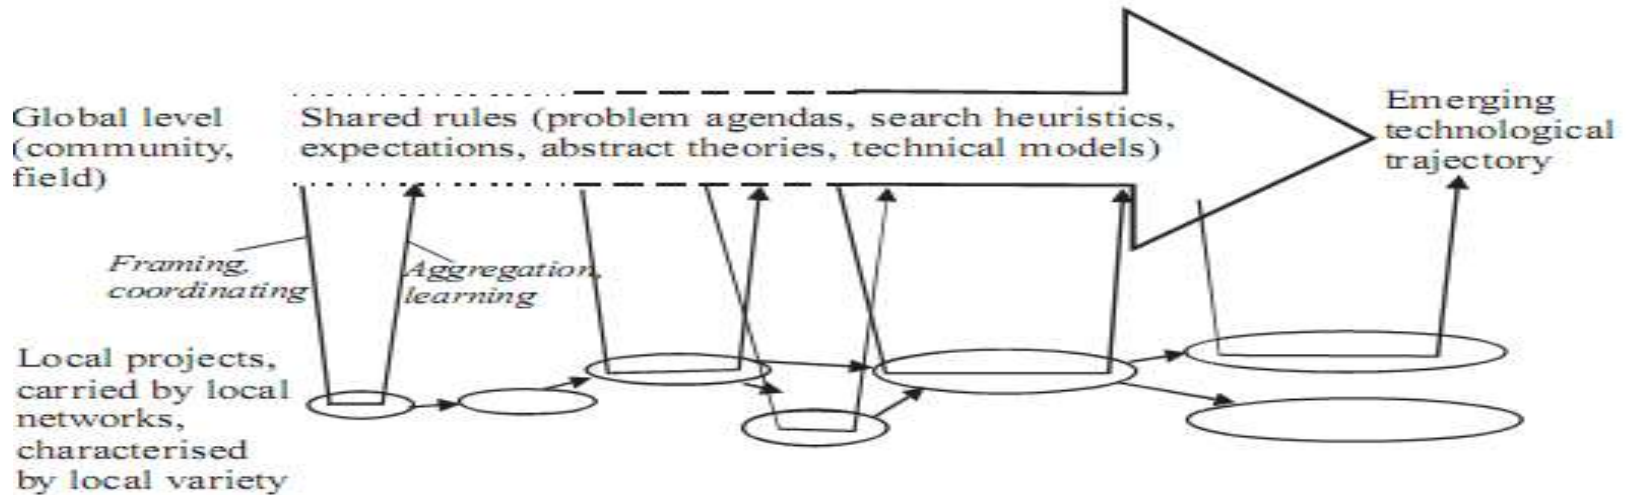 Global level
(community,
field)
Shared rules (problem agendas, search heuristics,
expectations, abstract theories, technical models)
Emerging
technological
trajectory
Framing,
coordinating
Aggregation,
learning
Local projects,
carried by local
networks,
characterised
by local variety